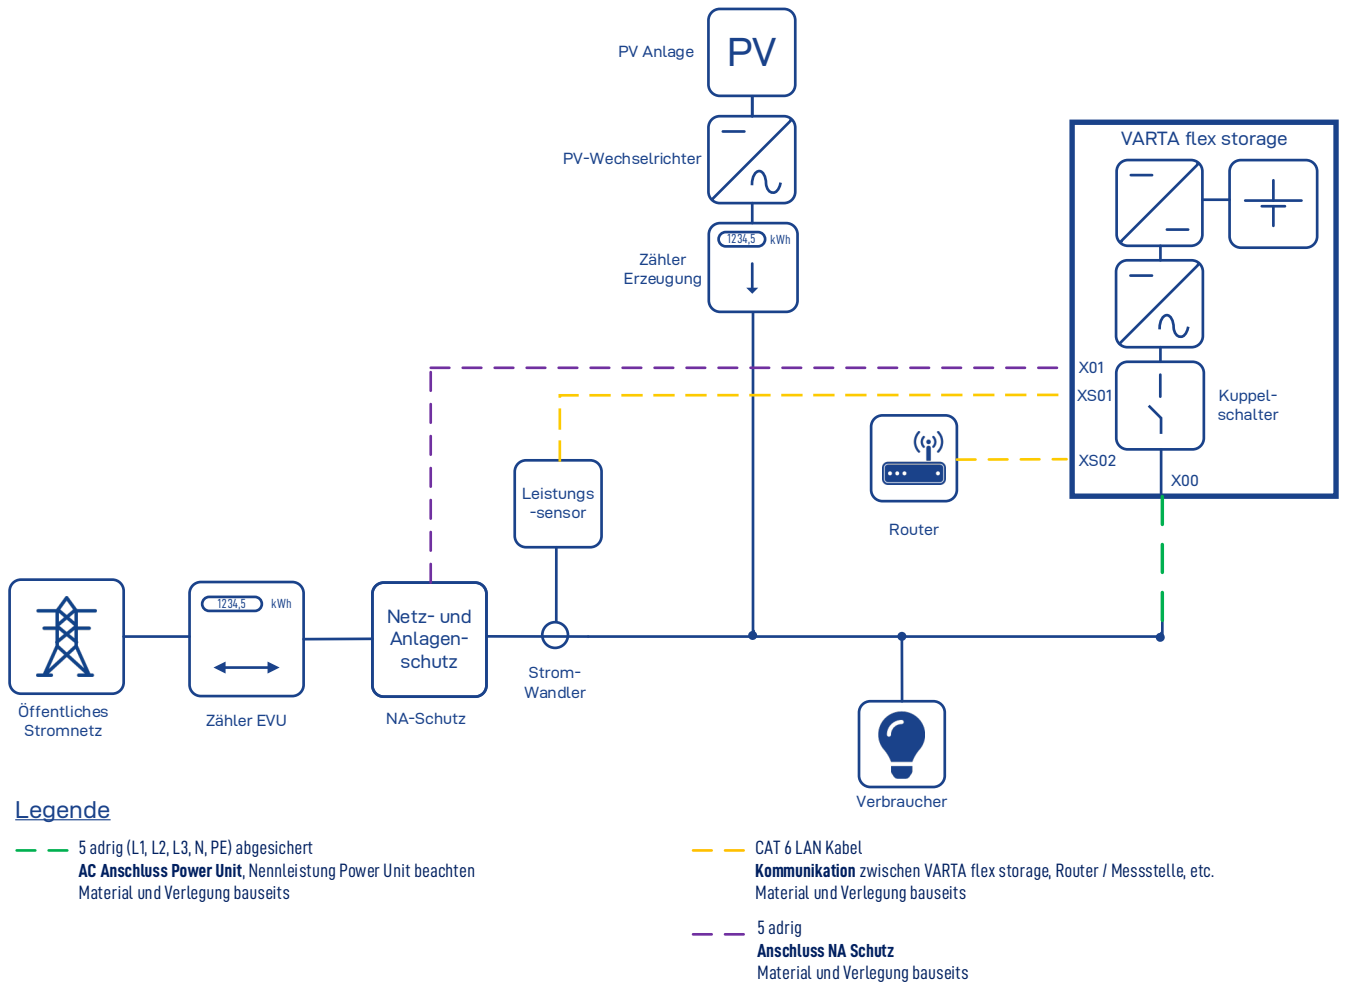 PV Anlage
PV
PV-Wechselrichter
1234,5 kWh
Zähler
Erzeugung
VARTA flex storage
X01
XS01
XS02
X00
Kuppel-
schalter
Router
Leistungs
-sensor
Öffentliches
Stromnetz
1234,5 kWh
Zähler EVU
Netz- und
Anlagen-
schutz
NA-Schutz
Strom-
Wandler
Verbraucher
Legende
5 adrig (L1, L2, L3, N, PE) abgesichert
AC Anschluss Power Unit, Nennleistung Power Unit beachten
Material und Verlegung bauseits
CAT 6 LAN Kabel
Kommunikation zwischen VARTA flex storage, Router / Messstelle, etc.
Material und Verlegung bauseits
5 adrig
Anschluss NA Schutz
Material und Verlegung bauseits